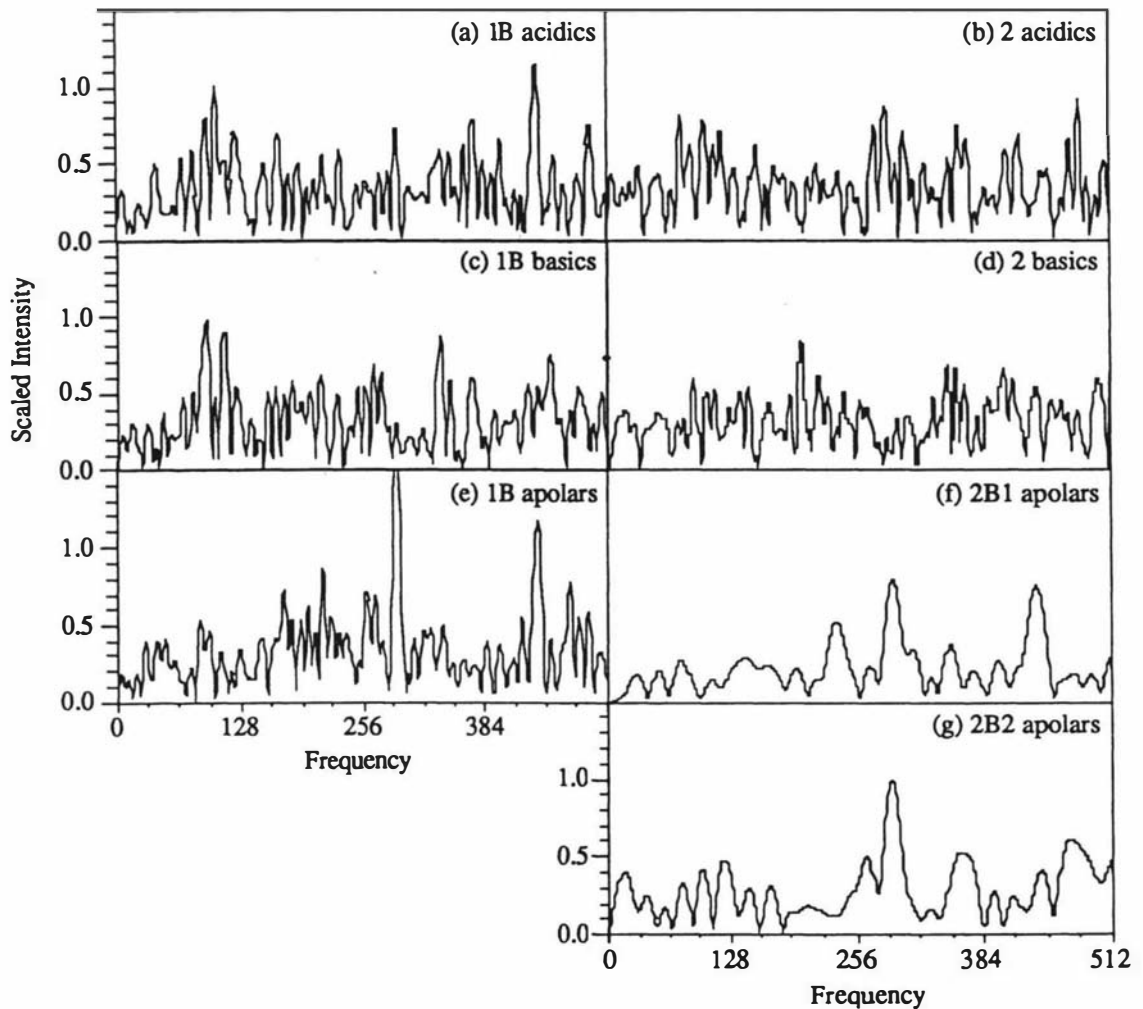 (a) 1B acidics
(b) 2 acidics
1.0
0.5
0.0
(c) 1B basics
(d) 2 basics
Scaled Intensity
1.0
0.5
0.0
(e) 1B apolars
(f) 2B1 apolars
1.0
0.5
0.0
0 128 256 384
Frequency
(g) 2B2 apolars
1.0
0.5
0.0
0 128 256 384 512
Frequency